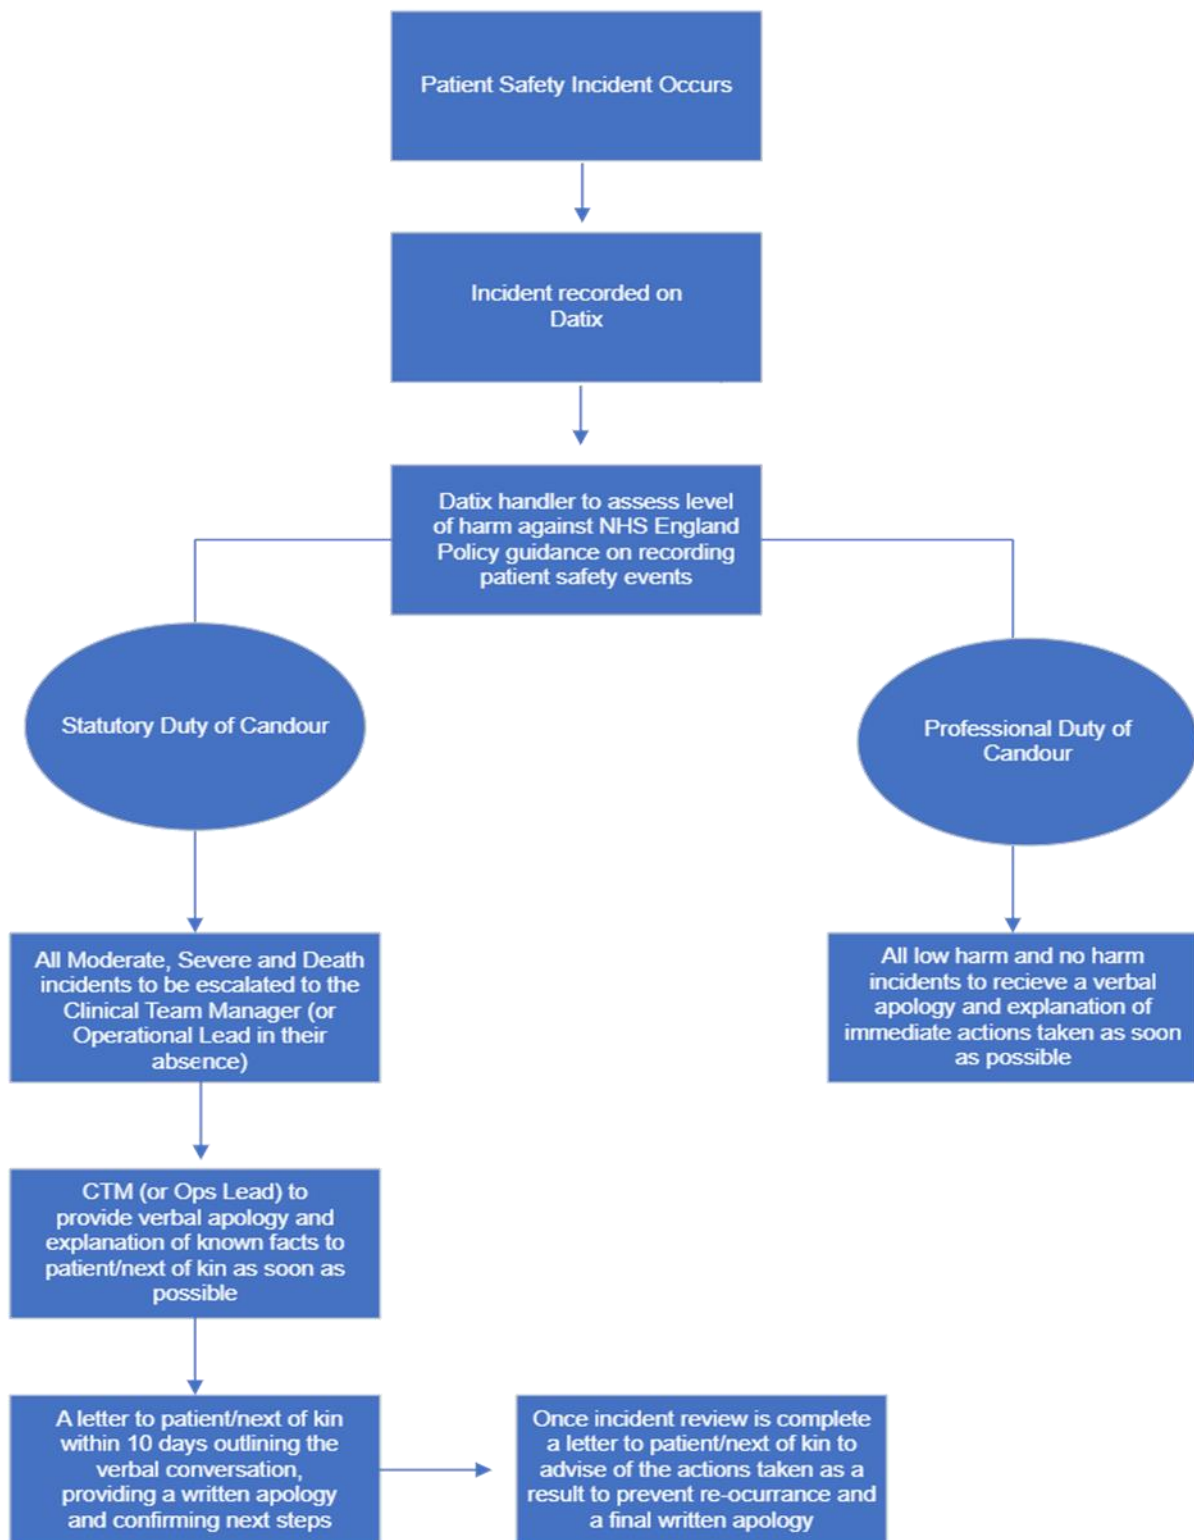 Patient Safety Incident Occurs
Incident recorded on
Datix
Datix handler to assess level
of harm against NHS England
Policy guidance on recording
patient safety events
Statutory Duty of Candour
Professional Duty of
Candour
All Moderate, Severe and Death
incidents to be escalated to the
Clinical Team Manager (or
Operational Lead in their
absence)
All low harm and no harm
incidents to recieve a verbal
apology and explanation of
immediate actions taken as soon
as possible
CTM (or Ops Lead) to
provide verbal apology and
explanation of known facts to
patient/next of kin as soon as
possible
A letter to patient/next of kin
within 10 days outlining the
verbal conversation,
providing a written apology
and confirming next steps
Once incident review is complete
a letter to patient/next of kin to
advise of the actions taken as a
result to prevent re-ocurrance and
a final written apology